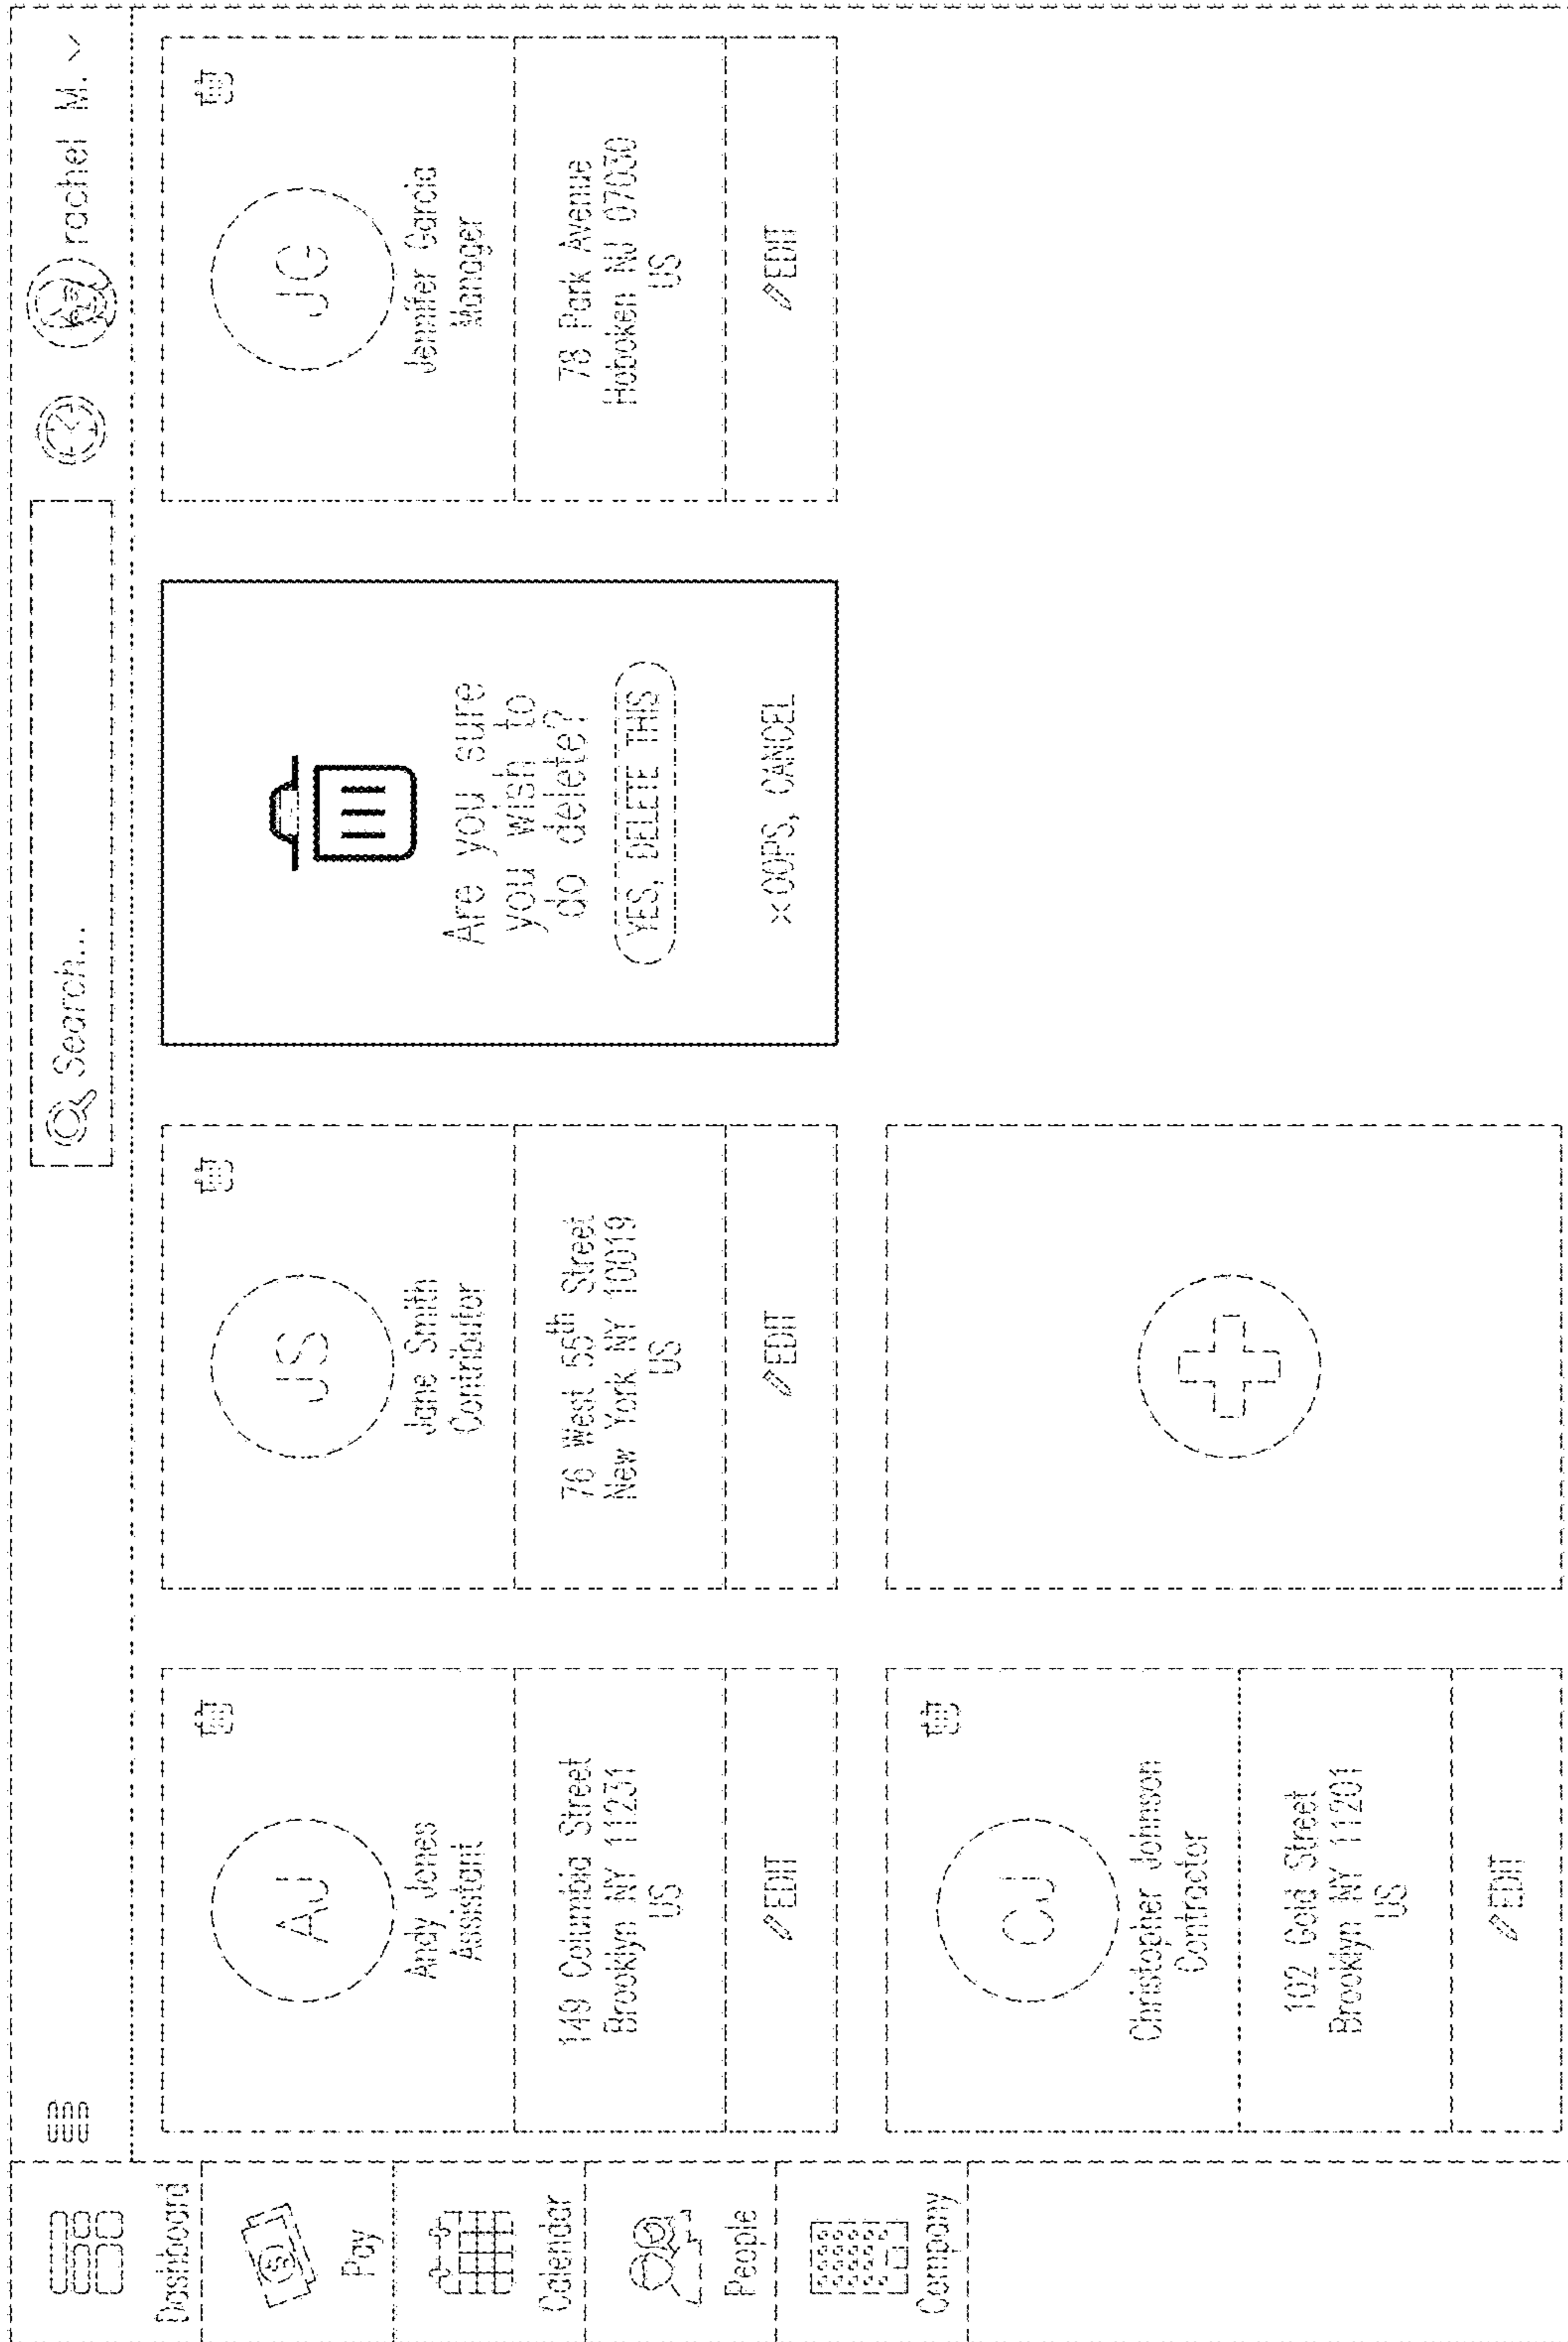 Search...
rachel M.
Dashboard
Pay
Calendar
People
Company
AJ
Andy Jones
Assistant
149 Columbia Street
Brooklyn NY 11231
US
EDIT
JS
Jane Smith
Contributor
76 West 55th Street
New York NY 10019
US
EDIT
Are you sure
you wish to
do delete?
YES, DELETE THIS
×OOPS, CANCEL
JG
Jennifer Garcia
Manager
78 Park Avenue
Hoboken NJ 07030
US
EDIT
CJ
Christopher Johnson
Contractor
102 Gold Street
Brooklyn NY 11201
US
EDIT